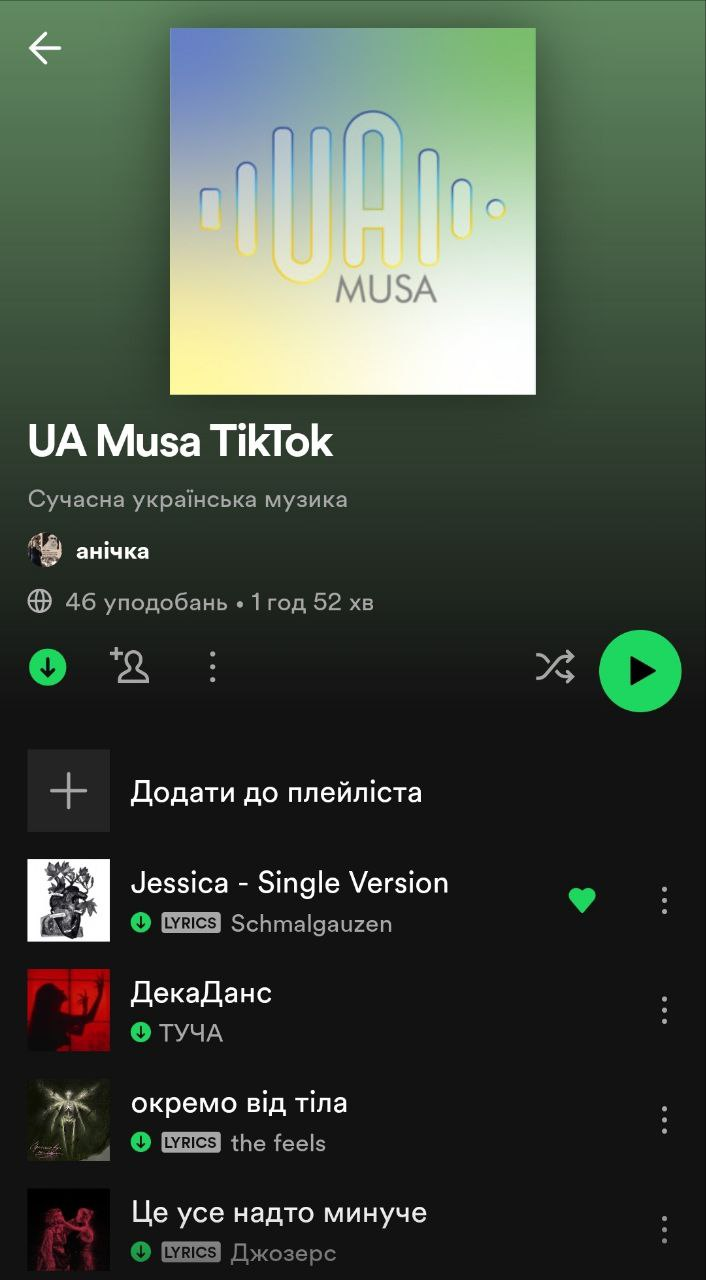 UA
MUSA
UA Musa TikTok
Сучасна українська музика
анічка
46 уподобань • 1 год 52 хв
Додати до плейліста
Jessica - Single Version
LYRICS Schmalgauzen
ДекаДанс
ТУЧА
окремо від тіла
LYRICS the feels
Це усе надто минуче
LYRICS Джозерс